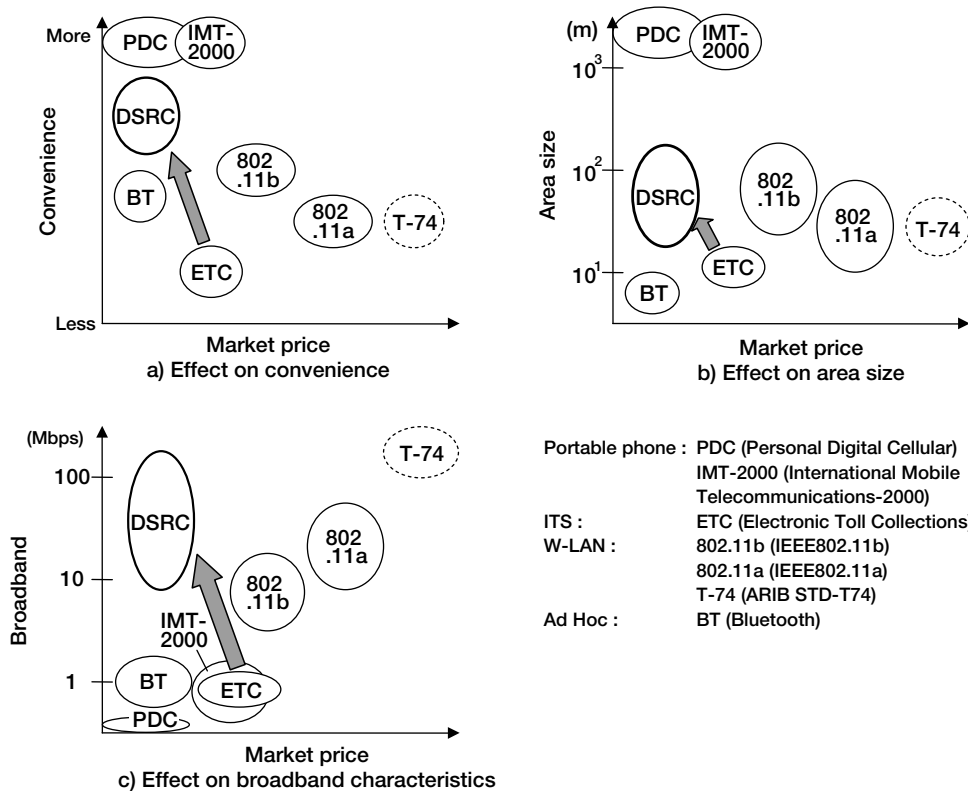 More
PDC
IMT-
2000
DSRC
802
.11b
BT
802
.11a
T-74
ETC
Less
Convenience
Market price
a) Effect on convenience
(m)
PDC
IMT-
2000
10³
10²
DSRC
802
.11b
802
.11a
T-74
ETC
10¹
BT
Area size
Market price
b) Effect on area size
(Mbps)
T-74
100
DSRC
802
.11a
10
802
.11b
IMT-
2000
1
BT
ETC
PDC
Broadband
Market price
c) Effect on broadband characteristics
Portable phone : PDC (Personal Digital Cellular)
IMT-2000 (International Mobile
Telecommunications-2000)
ITS : ETC (Electronic Toll Collections)
W-LAN : 802.11b (IEEE802.11b)
802.11a (IEEE802.11a)
T-74 (ARIB STD-T74)
Ad Hoc : BT (Bluetooth)